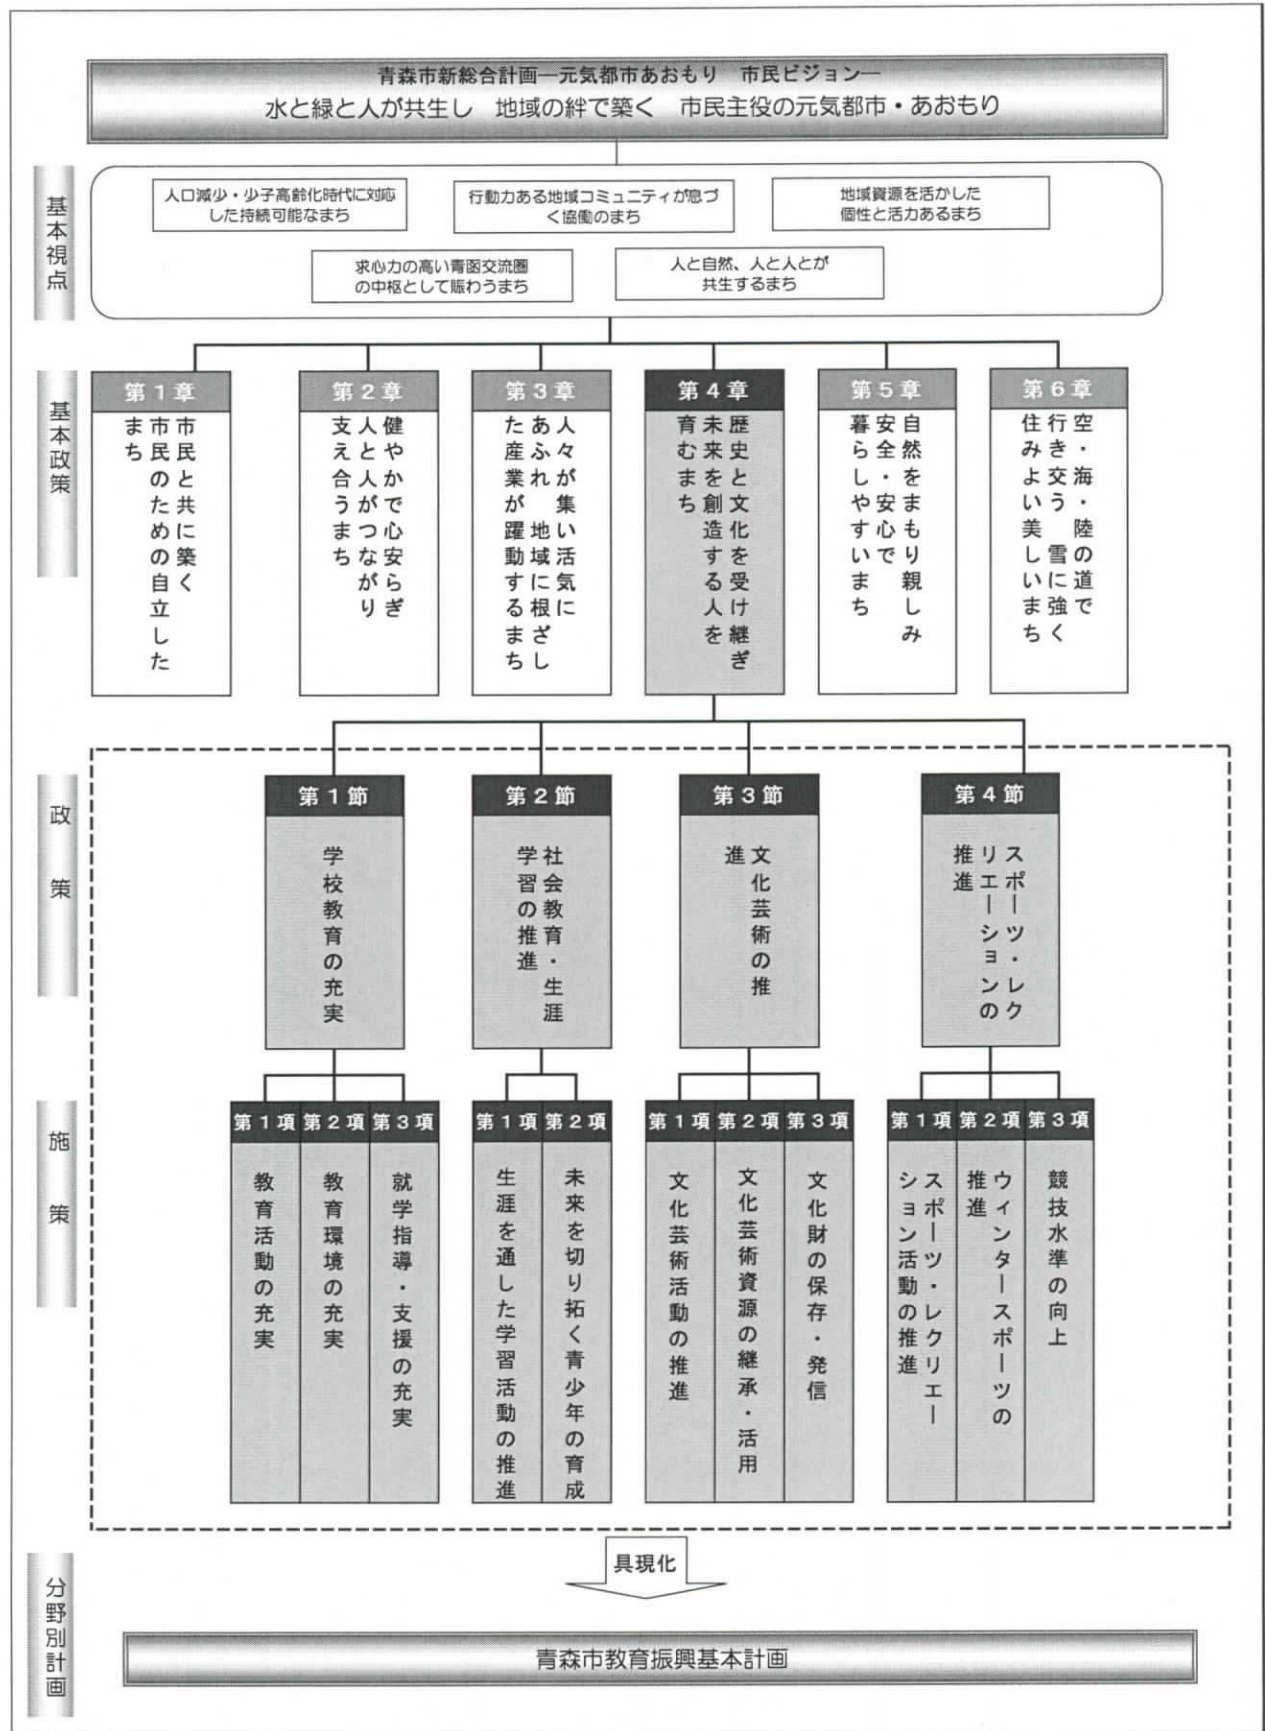 青森市新総合計画―元気都市あおもり　市民ビジョン―
水と緑と人が共生し　地域の絆で築く　市民主役の元気都市・あおもり
基本視点
人口減少・少子高齢化時代に対応
した持続可能なまち
行動力ある地域コミュニティが息づ
く協働のまち
地域資源を活かした
個性と活力あるまち
求心力の高い青函交流圏
の中枢として賑わうまち
人と自然、人と人とが
共生するまち
基本政策
第１章
市民と共に築く
市民のための自立した
まち
第２章
健やかで心安らぎ
人と人がつながり
支え合うまち
第３章
人々が集い活気に
あふれ　地域に根ざし
た産業が躍動するまち
第４章
歴史と文化を受け継ぎ
未来を創造する人を
育むまち
第５章
自然をまもり親しみ
安全・安心で
暮らしやすいまち
第６章
空・海・陸の道で
行き交う　雪に強く
住みよい美しいまち
政策
第１節
学校教育の充実
第２節
社会教育・生涯
学習の推進
第３節
文化芸術の推
進
第４節
スポーツ・レク
リエーションの
推進
施策
第１項
教育活動の充実
第２項
教育環境の充実
第３項
就学指導・支援の充実
第１項
生涯を通した学習活動の推進
第２項
未来を切り拓く青少年の育成
第１項
文化芸術活動の推進
第２項
文化芸術資源の継承・活用
第３項
文化財の保存・発信
第１項
スポーツ・レクリエー
ション活動の推進
第２項
ウィンタースポーツの
推進
第３項
競技水準の向上
具現化
分野別計画
青森市教育振興基本計画